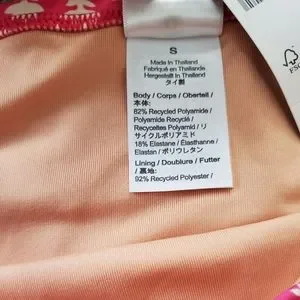 S
Made in Thailand
Fabriqué en Thaïlande
Hergestellt in Thailand
タイ製
Body / Corps / Oberteil /
本体:
82% Recycled Polyamide /
Polyamide Recyclé /
Recyceltes Polyamid / リ
サイクルポリアミド
18% Elastane / Élasthanne /
Elastan / ポリウレタン
Lining / Doublure / Futter
/ 裏地:
92% Recycled Polyester /
FSC